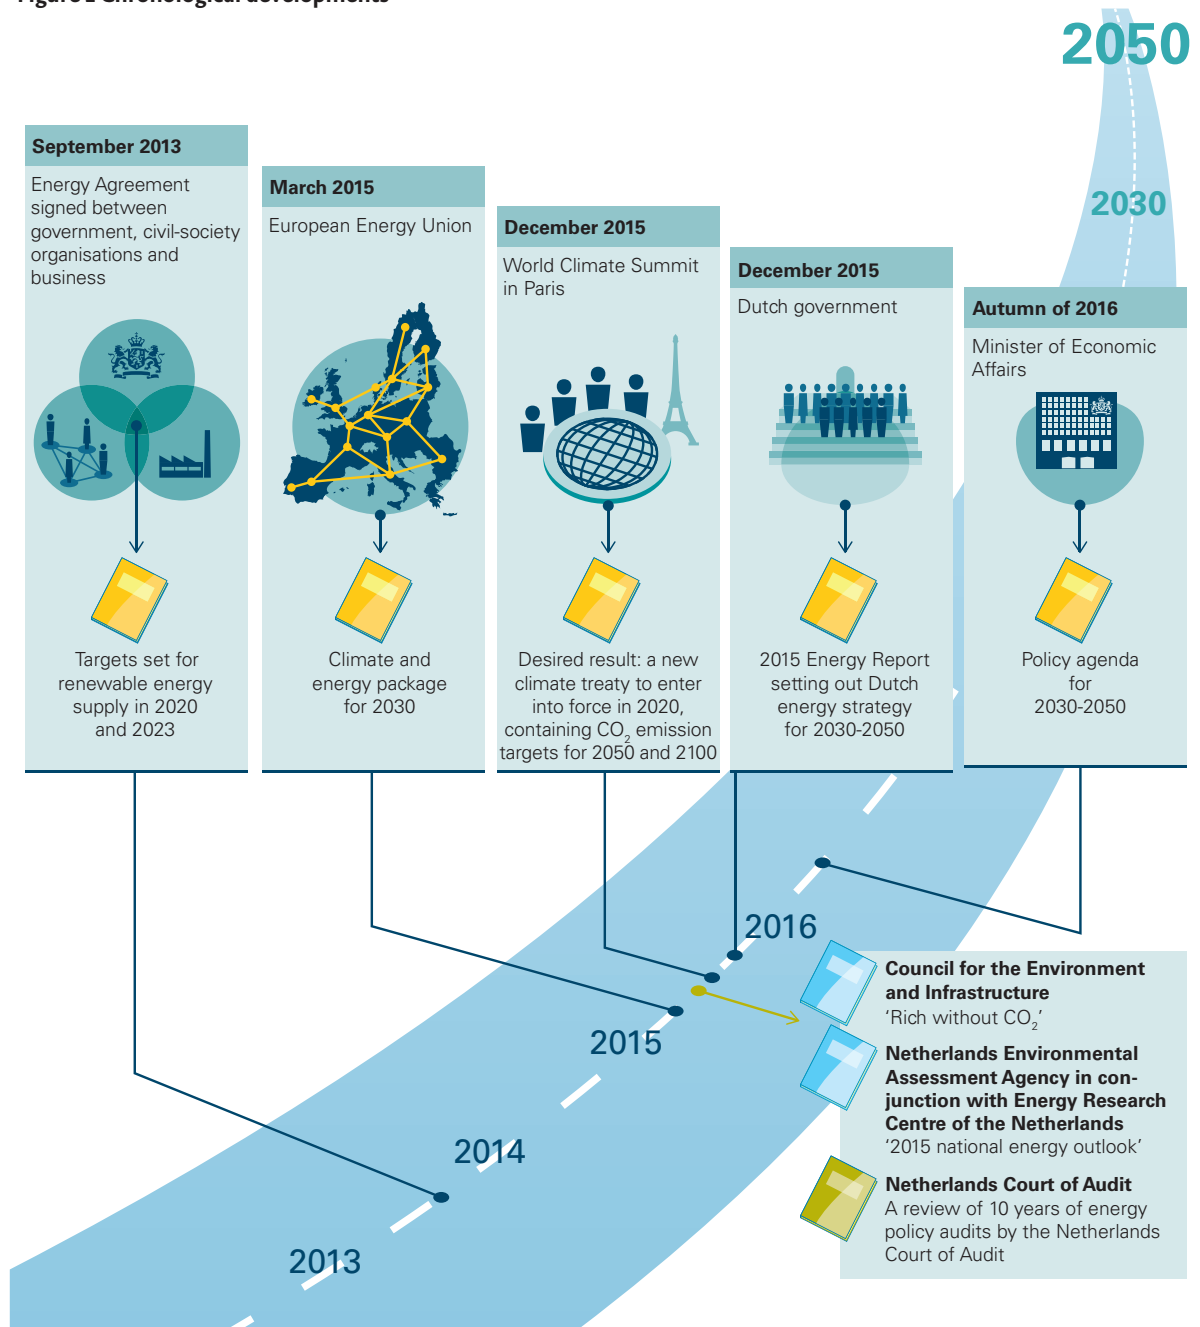 Figure 1 Chronological developments
2050
2030
September 2013
Energy Agreement
signed between
government, civil-society
organisations and
business
Targets set for
renewable energy
supply in 2020
and 2023
March 2015
European Energy Union
Climate and
energy package
for 2030
December 2015
World Climate Summit
in Paris
Desired result: a new
climate treaty to enter
into force in 2020,
containing CO2 emission
targets for 2050 and 2100
December 2015
Dutch government
2015 Energy Report
setting out Dutch
energy strategy
for 2030-2050
Autumn of 2016
Minister of Economic
Affairs
Policy agenda
for
2030-2050
2016
2015
2014
2013
Council for the Environment
and Infrastructure
‘Rich without CO2’
Netherlands Environmental
Assessment Agency in con-
junction with Energy Research
Centre of the Netherlands
‘2015 national energy outlook’
Netherlands Court of Audit
A review of 10 years of energy
policy audits by the Netherlands
Court of Audit